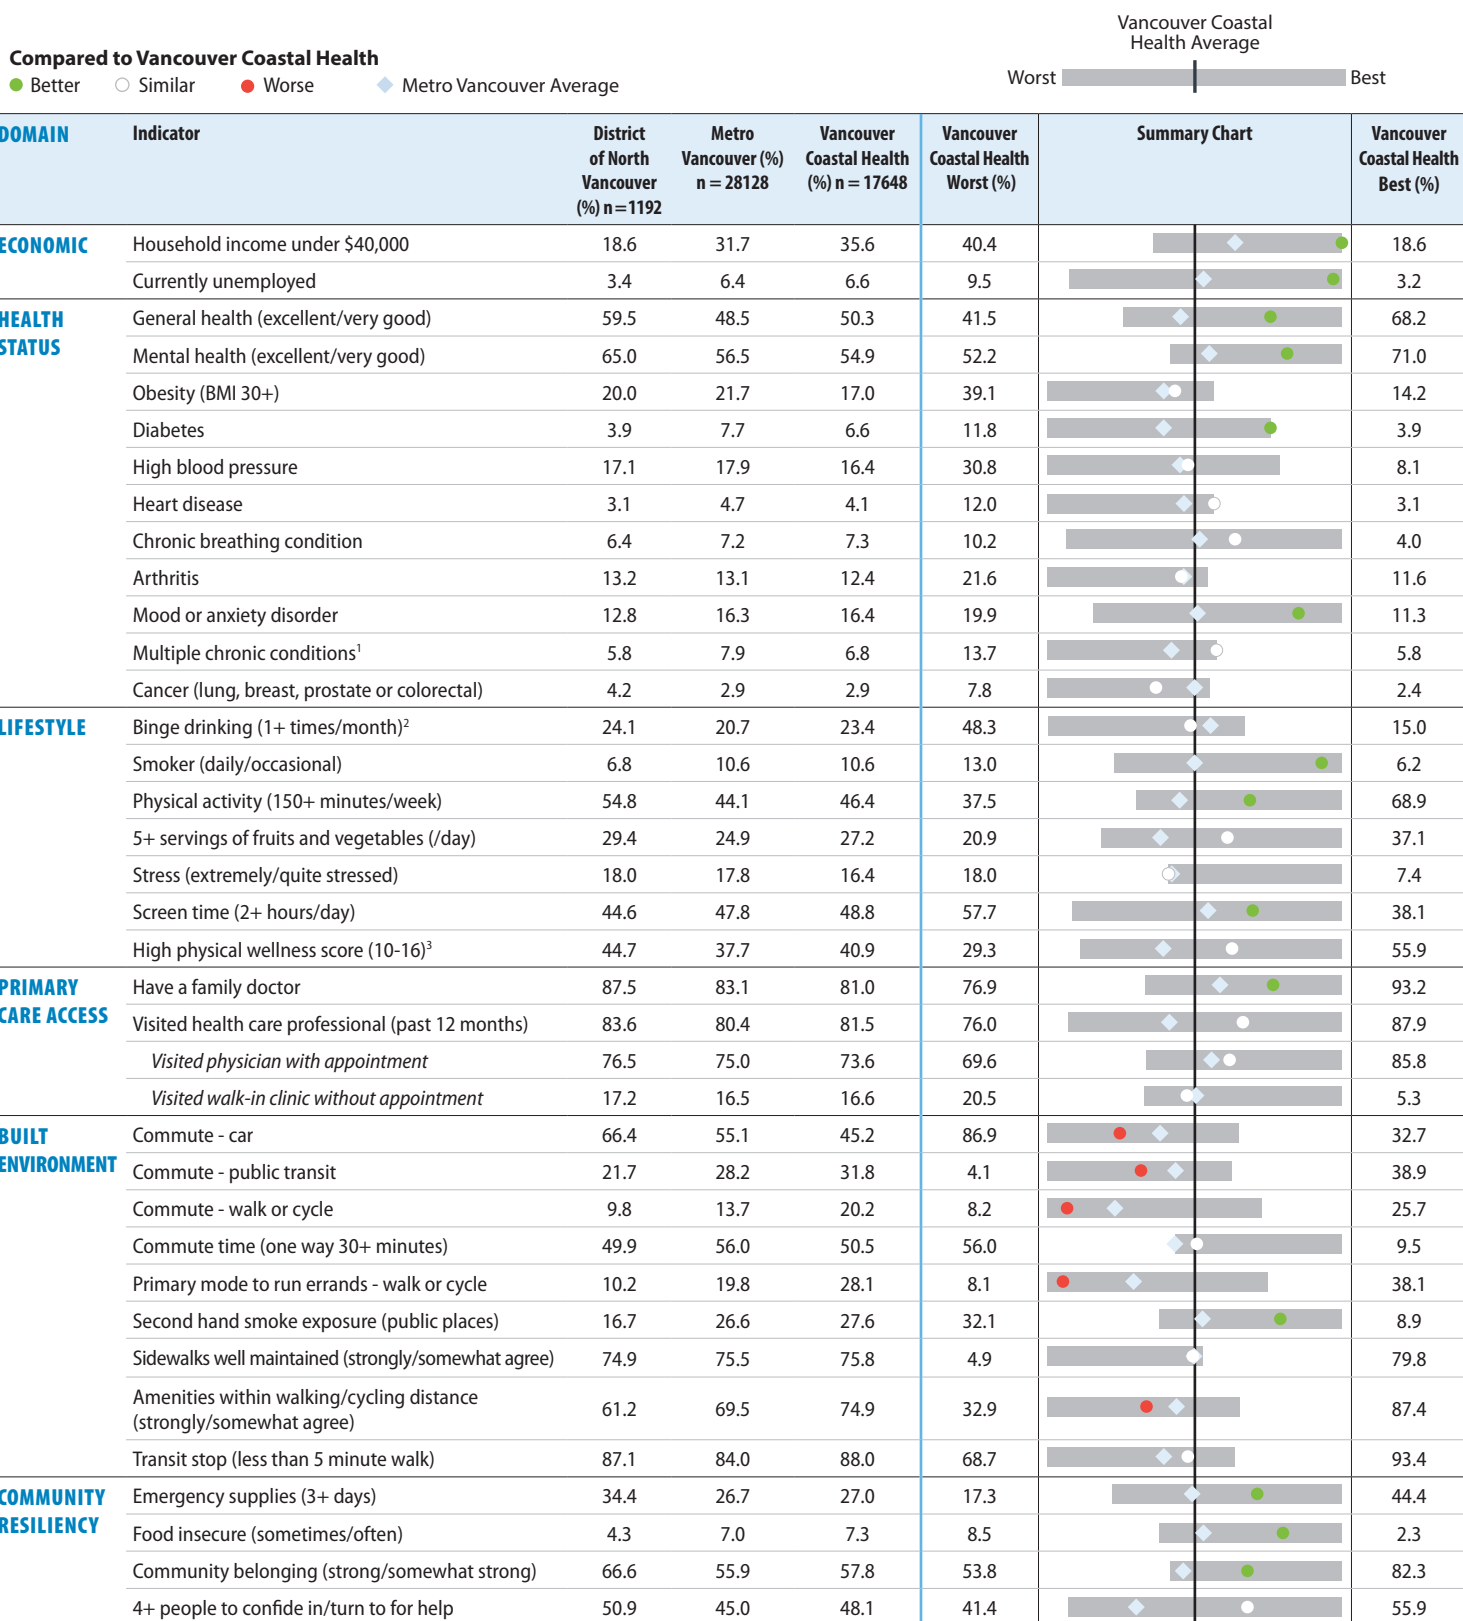 Vancouver Coastal
Health Average
Compared to Vancouver Coastal Health
Better Similar Worse Metro Vancouver Average
Worst Best
DOMAIN Indicator District of North Vancouver (%) n=1192 Metro Vancouver (%) n = 28128 Vancouver Coastal Health (%) n = 17648 Vancouver Coastal Health Worst (%) Summary Chart Vancouver Coastal Health Best (%)
ECONOMIC Household income under $40,000 18.6 31.7 35.6 40.4 18.6
Currently unemployed 3.4 6.4 6.6 9.5 3.2
HEALTH STATUS General health (excellent/very good) 59.5 48.5 50.3 41.5 68.2
Mental health (excellent/very good) 65.0 56.5 54.9 52.2 71.0
Obesity (BMI 30+) 20.0 21.7 17.0 39.1 14.2
Diabetes 3.9 7.7 6.6 11.8 3.9
High blood pressure 17.1 17.9 16.4 30.8 8.1
Heart disease 3.1 4.7 4.1 12.0 3.1
Chronic breathing condition 6.4 7.2 7.3 10.2 4.0
Arthritis 13.2 13.1 12.4 21.6 11.6
Mood or anxiety disorder 12.8 16.3 16.4 19.9 11.3
Multiple chronic conditions¹ 5.8 7.9 6.8 13.7 5.8
Cancer (lung, breast, prostate or colorectal) 4.2 2.9 2.9 7.8 2.4
LIFESTYLE Binge drinking (1+ times/month)² 24.1 20.7 23.4 48.3 15.0
Smoker (daily/occasional) 6.8 10.6 10.6 13.0 6.2
Physical activity (150+ minutes/week) 54.8 44.1 46.4 37.5 68.9
5+ servings of fruits and vegetables (/day) 29.4 24.9 27.2 20.9 37.1
Stress (extremely/quite stressed) 18.0 17.8 16.4 18.0 7.4
Screen time (2+ hours/day) 44.6 47.8 48.8 57.7 38.1
High physical wellness score (10-16)³ 44.7 37.7 40.9 29.3 55.9
PRIMARY CARE ACCESS Have a family doctor 87.5 83.1 81.0 76.9 93.2
Visited health care professional (past 12 months) 83.6 80.4 81.5 76.0 87.9
Visited physician with appointment 76.5 75.0 73.6 69.6 85.8
Visited walk-in clinic without appointment 17.2 16.5 16.6 20.5 5.3
BUILT ENVIRONMENT Commute - car 66.4 55.1 45.2 86.9 32.7
Commute - public transit 21.7 28.2 31.8 4.1 38.9
Commute - walk or cycle 9.8 13.7 20.2 8.2 25.7
Commute time (one way 30+ minutes) 49.9 56.0 50.5 56.0 9.5
Primary mode to run errands - walk or cycle 10.2 19.8 28.1 8.1 38.1
Second hand smoke exposure (public places) 16.7 26.6 27.6 32.1 8.9
Sidewalks well maintained (strongly/somewhat agree) 74.9 75.5 75.8 4.9 79.8
Amenities within walking/cycling distance
(strongly/somewhat agree) 61.2 69.5 74.9 32.9 87.4
Transit stop (less than 5 minute walk) 87.1 84.0 88.0 68.7 93.4
COMMUNITY RESILIENCY Emergency supplies (3+ days) 34.4 26.7 27.0 17.3 44.4
Food insecure (sometimes/often) 4.3 7.0 7.3 8.5 2.3
Community belonging (strong/somewhat strong) 66.6 55.9 57.8 53.8 82.3
4+ people to confide in/turn to for help 50.9 45.0 48.1 41.4 55.9